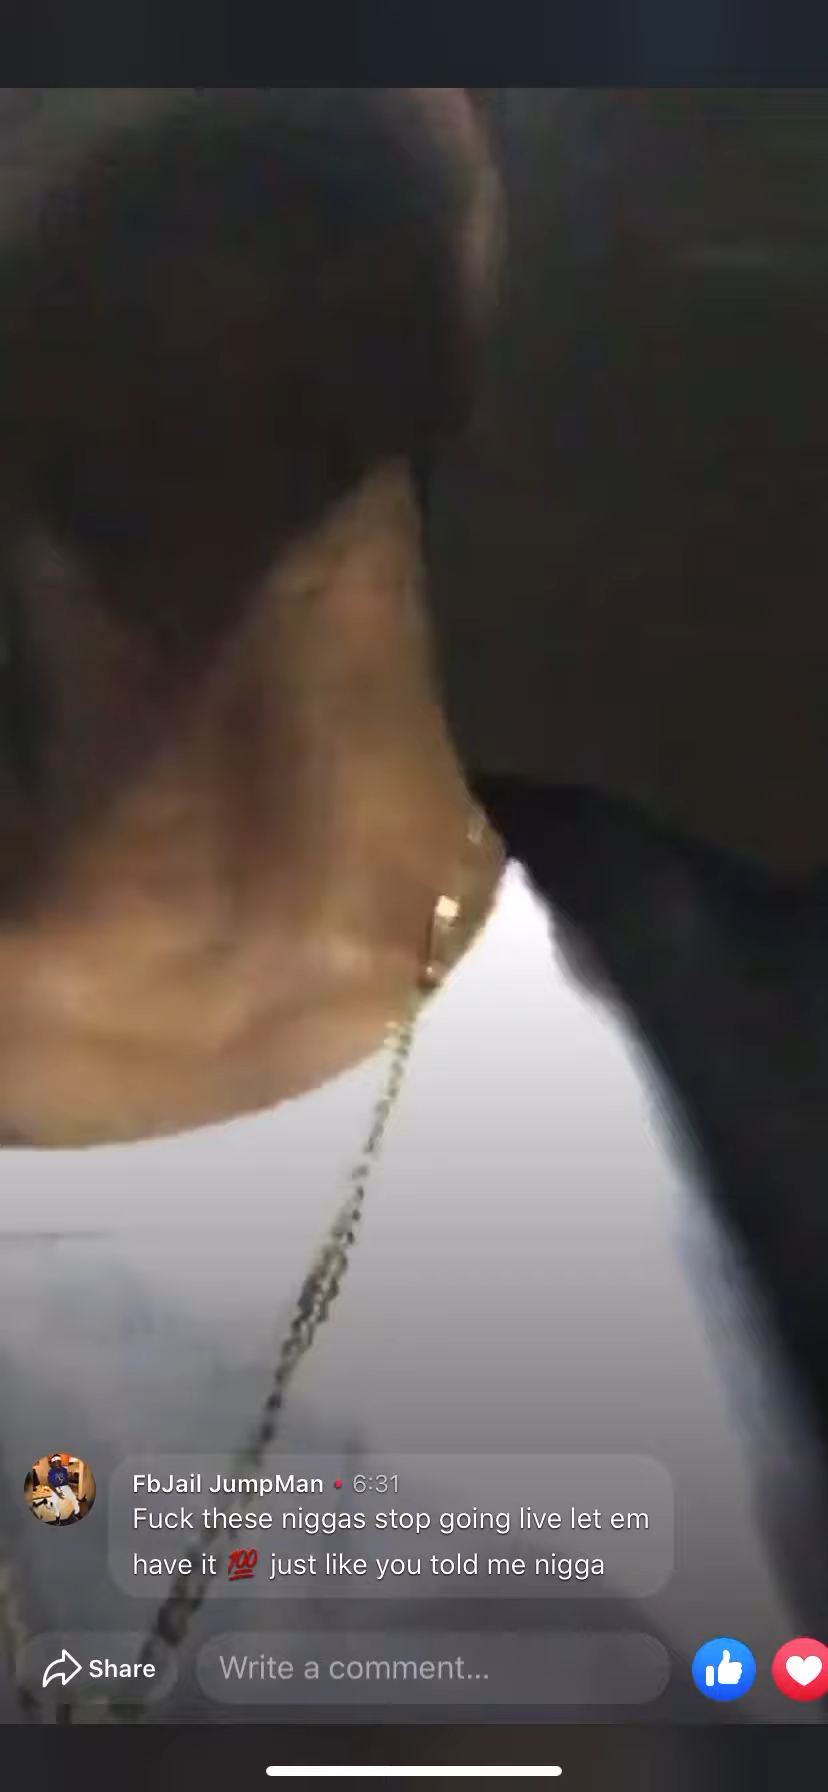 FbJail JumpMan • 6:31
Fuck these niggas stop going live let em
have it 💯 just like you told me nigga
Share
Write a comment...